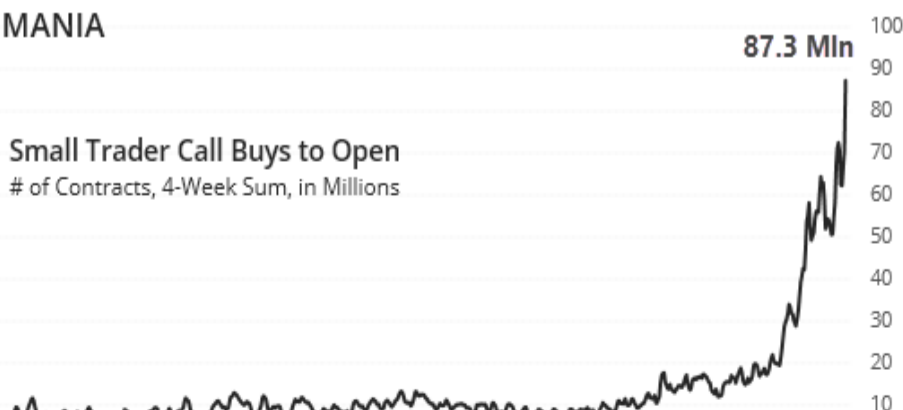 MANIA
100
87.3 Mln
90
80
Small Trader Call Buys to Open
70
# of Contracts, 4-Week Sum, in Millions
60
50
40
30
20
10